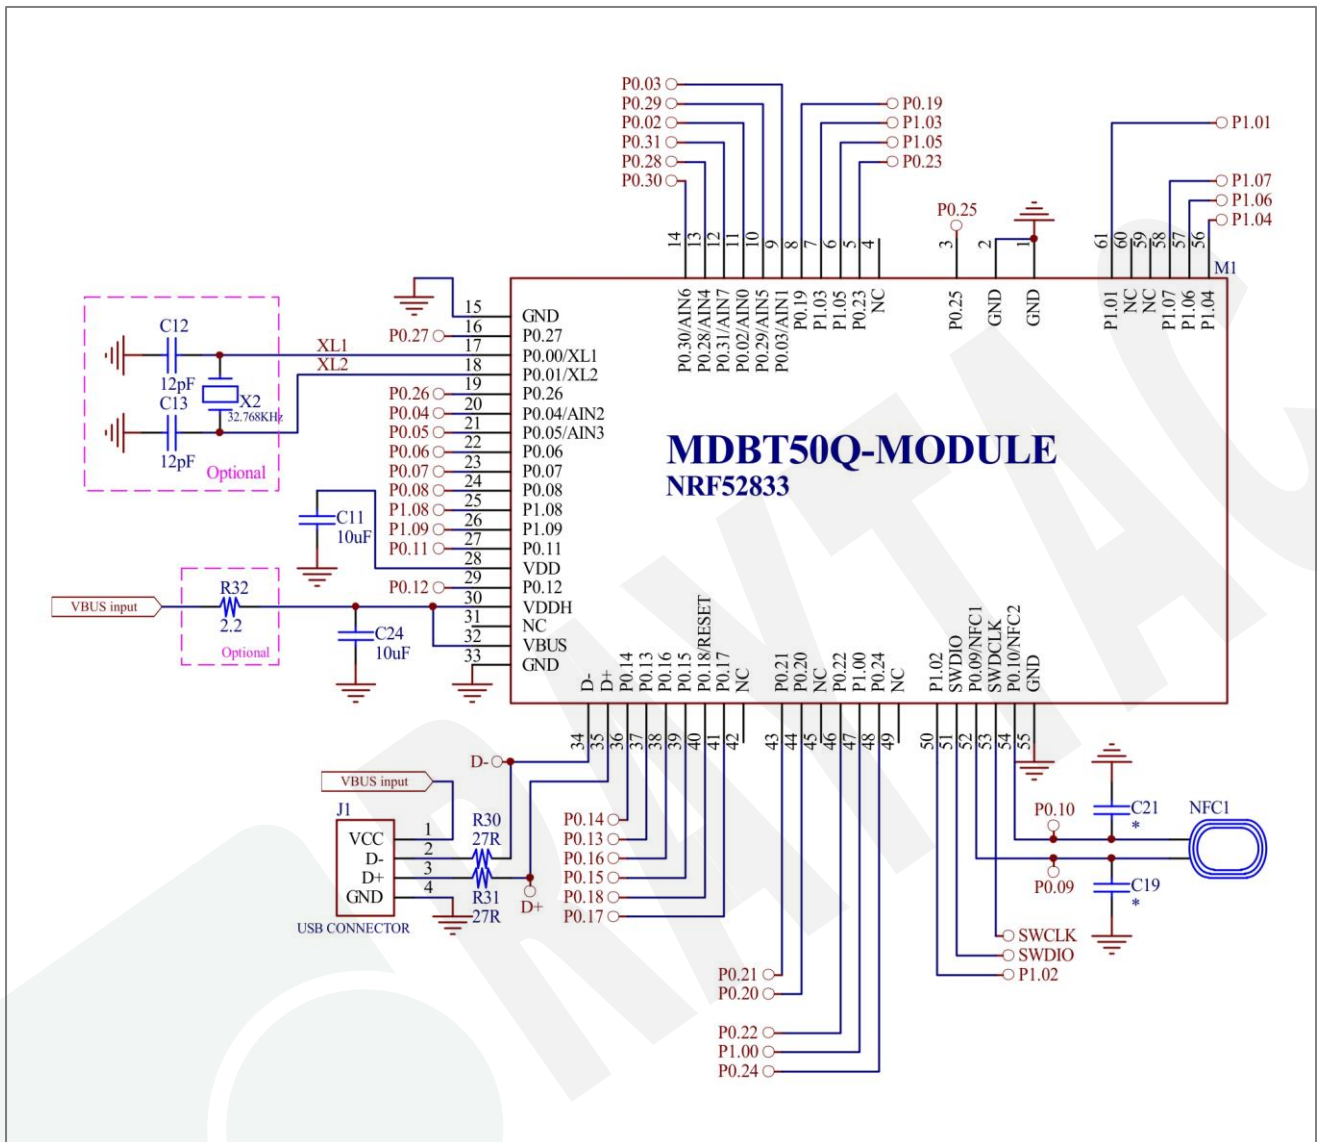 P0.03
P0.29
P0.02
P0.31
P0.28
P0.30
P0.19
P1.03
P1.05
P0.23
P0.25
P1.01
P1.07
P1.06
P1.04
14
13
12
11
10
9
8
7
6
5
4
3
2
1
61
60
59
58
57
56
M1
P0.30/AIN6
P0.28/AIN4
P0.31/AIN7
P0.02/AIN0
P0.29/AIN5
P0.03/AIN1
P0.19
P1.03
P1.05
P0.23
NC
P0.25
GND
GND
P1.01
NC
NC
P1.07
P1.06
P1.04
15 GND
P0.27 16 P0.27
XL1 17 P0.00/XL1
XL2 18 P0.01/XL2
P0.26 19 P0.26
P0.04 20 P0.04/AIN2
P0.05 21 P0.05/AIN3
P0.06 22 P0.06
P0.07 23 P0.07
P0.08 24 P0.08
P1.08 25 P1.08
P1.09 26 P1.09
P0.11 27 P0.11
28 VDD
P0.12 29 P0.12
30 VDDH
31 NC
32 VBUS
33 GND
C12
12pF
C13
12pF
X2
32.768KHz
Optional
C11
10uF
VBUS input
R32
2.2
Optional
C24
10uF
MDBT50Q-MODULE
NRF52833
D-
D+
P0.14
P0.13
P0.16
P0.15
P0.18/RESET
P0.17
NC
P0.21
P0.20
NC
P0.22
P1.00
P0.24
NC
P1.02
SWDIO
P0.09/NFC1
SWDCLK
P0.10/NFC2
GND
34
35
36
37
38
39
40
41
42
43
44
45
46
47
48
49
50
51
52
53
54
55
D-
VBUS input
J1
VCC 1
D- 2
D+ 3
GND 4
USB CONNECTOR
R30
27R
R31
27R
D+
P0.14
P0.13
P0.16
P0.15
P0.18
P0.17
P0.21
P0.20
P0.22
P1.00
P0.24
P0.10
C21
*
NFC1
P0.09
C19
*
SWCLK
SWDIO
P1.02
RAYTAC